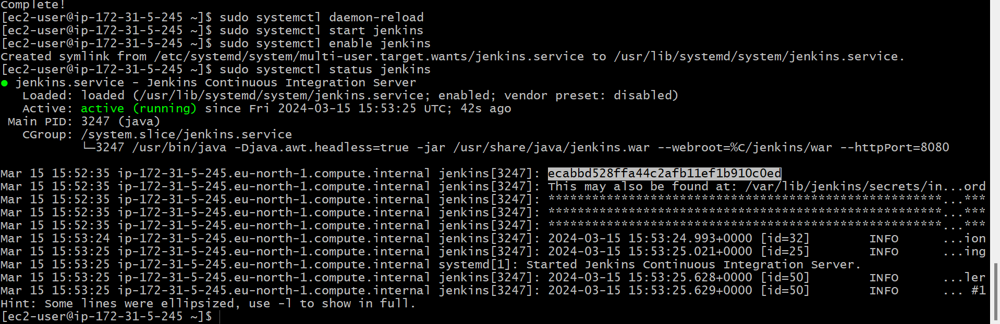 Complete!
[ec2-user@ip-172-31-5-245 ~]$ sudo systemctl daemon-reload
[ec2-user@ip-172-31-5-245 ~]$ sudo systemctl start jenkins
[ec2-user@ip-172-31-5-245 ~]$ sudo systemctl enable jenkins
Created symlink from /etc/systemd/system/multi-user.target.wants/jenkins.service to /usr/lib/systemd/system/jenkins.service.
[ec2-user@ip-172-31-5-245 ~]$ sudo systemctl status jenkins
● jenkins.service - Jenkins Continuous Integration Server
   Loaded: loaded (/usr/lib/systemd/system/jenkins.service; enabled; vendor preset: disabled)
   Active: active (running) since Fri 2024-03-15 15:53:25 UTC; 42s ago
 Main PID: 3247 (java)
   CGroup: /system.slice/jenkins.service
           └─3247 /usr/bin/java -Djava.awt.headless=true -jar /usr/share/java/jenkins.war --webroot=%C/jenkins/war --httpPort=8080
Mar 15 15:52:35 ip-172-31-5-245.eu-north-1.compute.internal jenkins[3247]: ecabbd528ffa44c2afb11ef1b910c0ed
Mar 15 15:52:35 ip-172-31-5-245.eu-north-1.compute.internal jenkins[3247]: This may also be found at: /var/lib/jenkins/secrets/in...ord
Mar 15 15:52:35 ip-172-31-5-245.eu-north-1.compute.internal jenkins[3247]: ******************************************************...***
Mar 15 15:52:35 ip-172-31-5-245.eu-north-1.compute.internal jenkins[3247]: ******************************************************...***
Mar 15 15:52:35 ip-172-31-5-245.eu-north-1.compute.internal jenkins[3247]: ******************************************************...***
Mar 15 15:53:24 ip-172-31-5-245.eu-north-1.compute.internal jenkins[3247]: 2024-03-15 15:53:24.993+0000 [id=32]        INFO      ...ion
Mar 15 15:53:25 ip-172-31-5-245.eu-north-1.compute.internal jenkins[3247]: 2024-03-15 15:53:25.021+0000 [id=25]        INFO      ...ing
Mar 15 15:53:25 ip-172-31-5-245.eu-north-1.compute.internal systemd[1]: Started Jenkins Continuous Integration Server.
Mar 15 15:53:25 ip-172-31-5-245.eu-north-1.compute.internal jenkins[3247]: 2024-03-15 15:53:25.628+0000 [id=50]        INFO      ...ler
Mar 15 15:53:25 ip-172-31-5-245.eu-north-1.compute.internal jenkins[3247]: 2024-03-15 15:53:25.629+0000 [id=50]        INFO      ... #1
Hint: Some lines were ellipsized, use -l to show in full.
[ec2-user@ip-172-31-5-245 ~]$